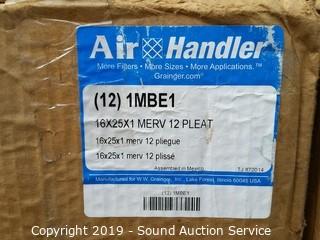 Air Handler
More Filters • More Sizes • More Applications.™
Grainger.com®
(12) 1MBE1
16X25X1 MERV 12 PLEAT
16x25x1 merv 12 pliegue
16x25x1 merv 12 plissé
Assembled in Mexico
TJ 872014
Manufactured for W.W. Grainger, Inc., Lake Forest, Illinois 60045 USA
(12) 1MBE1
Copyright 2019 - Sound Auction Service